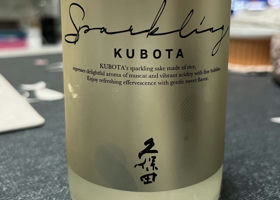 Sparkling
KUBOTA
KUBOTA's sparkling sake made of rice,
expresses delightful aroma of muscat and vibrant acidity with fine bubbles.
Enjoy refreshing effervescence with gentle sweet flavor.
久保田